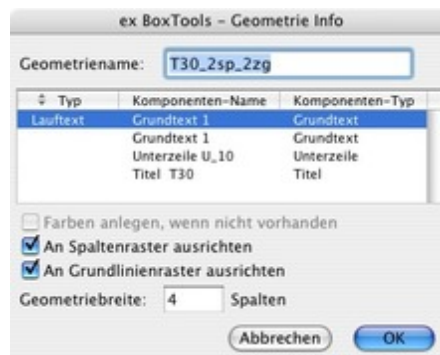 ex BoxTools – Geometrie Info
Geometriename: T30_2sp_2zg
Typ Komponenten-Name Komponenten-Typ
Lauftext Grundtext 1 Grundtext
Grundtext 1 Grundtext
Unterzeile U_10 Unterzeile
Titel T30 Titel
Farben anlegen, wenn nicht vorhanden
An Spaltenraster ausrichten
An Grundlinienraster ausrichten
Geometriebreite: 4 Spalten
Abbrechen OK